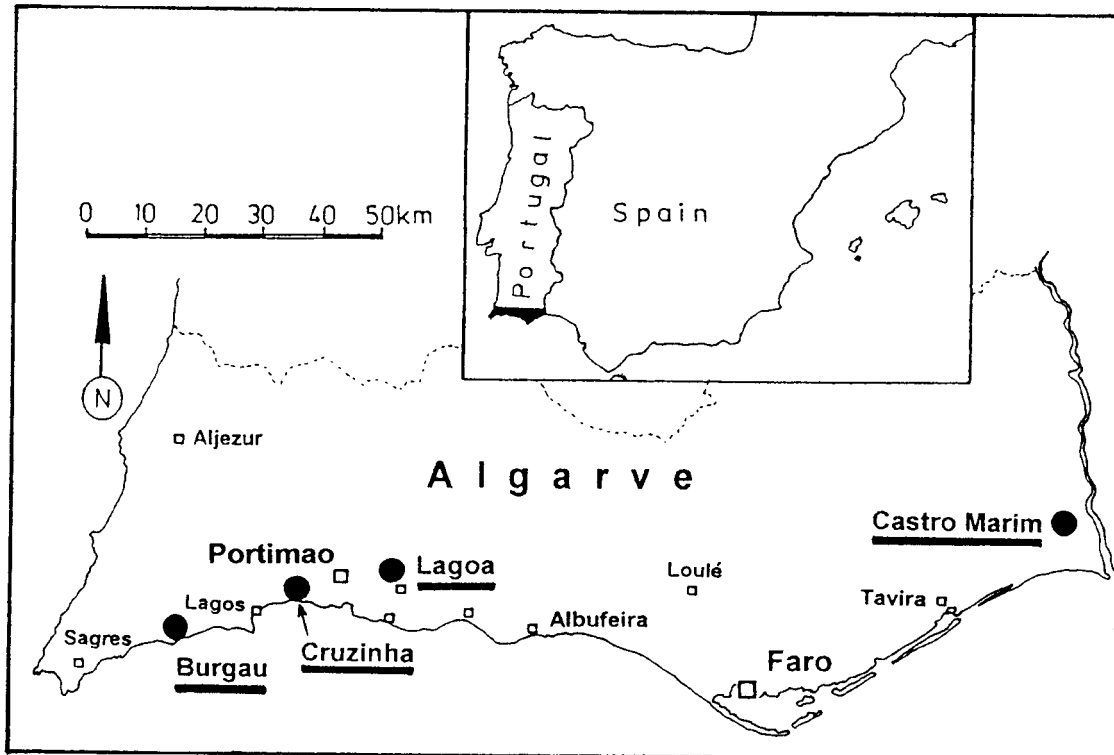 Portugal
Spain
0 10 20 30 40 50km
N
Aljezur
Algarve
Castro Marim
Portimao
Lagoa
Loulé
Tavira
Lagos
Albufeira
Sagres
Cruzinha
Burgau
Faro